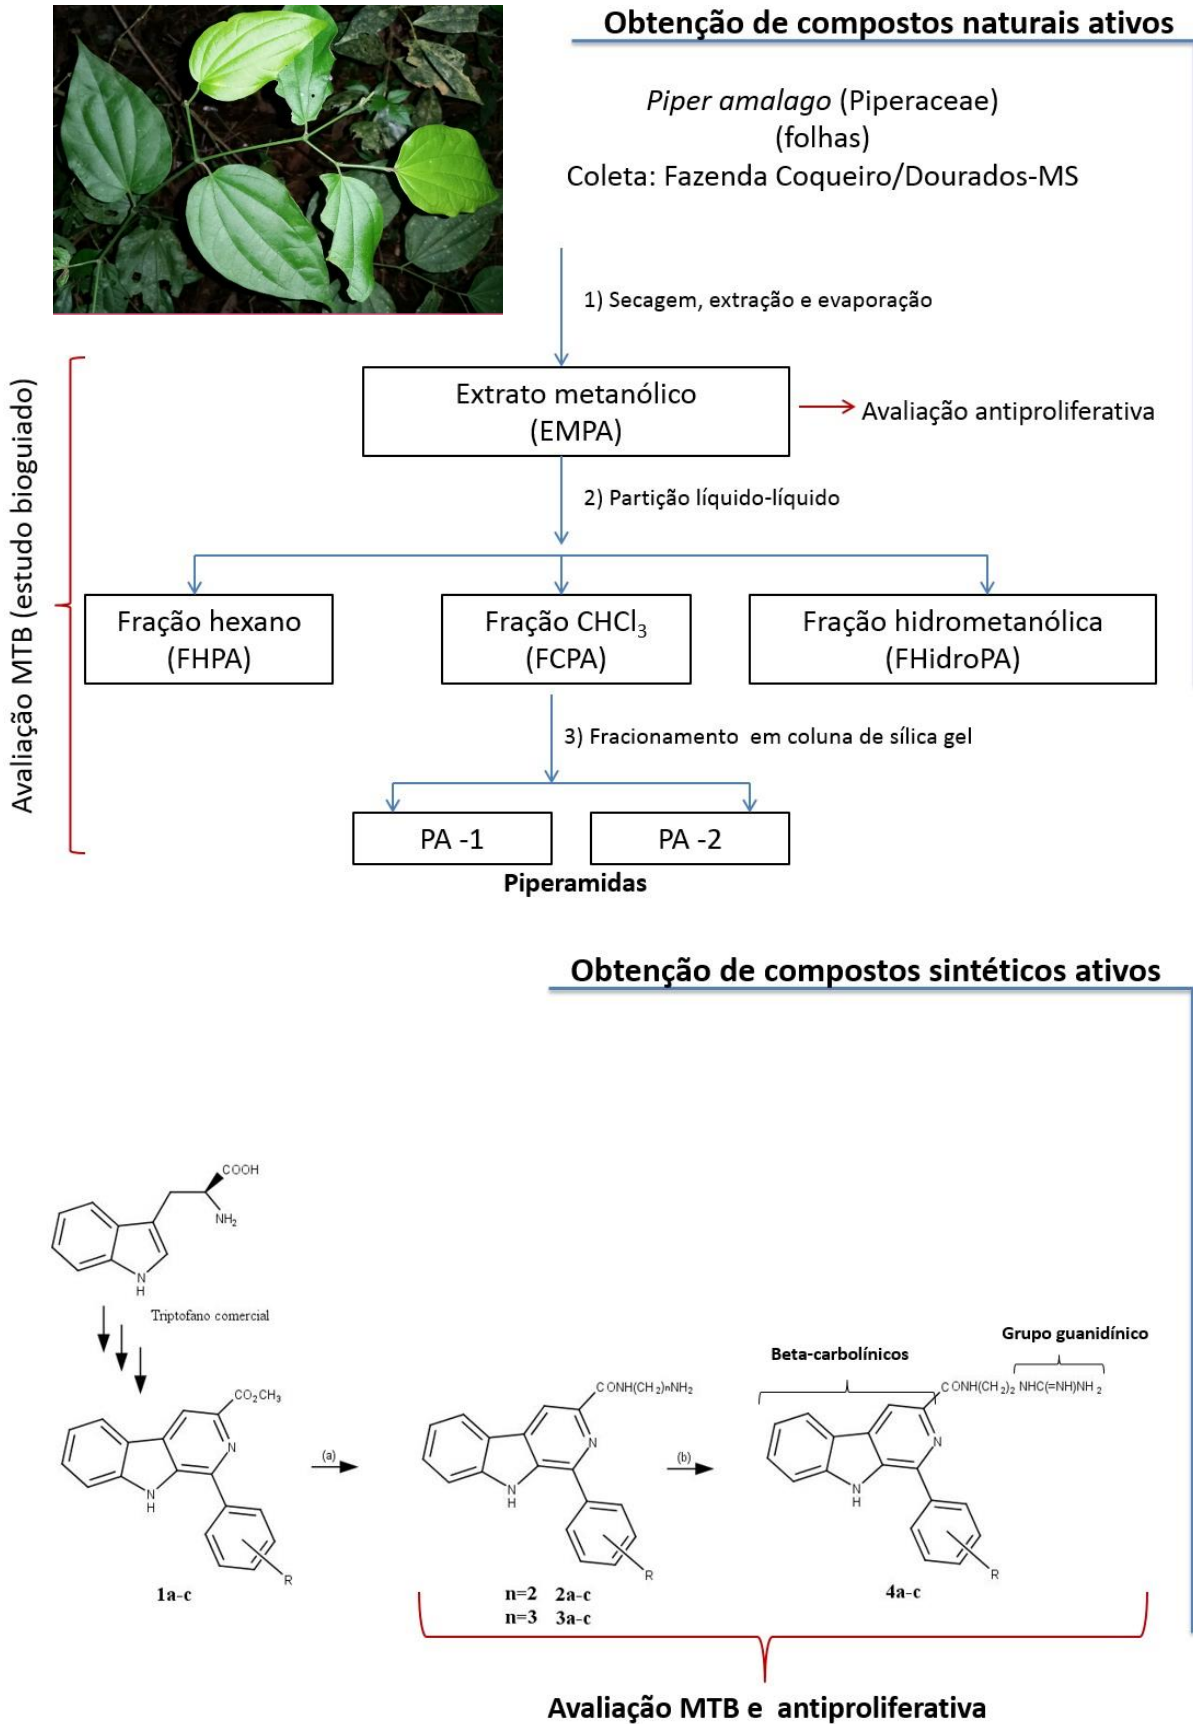 Obtenção de compostos naturais ativos
Piper amalago (Piperaceae)
(folhas)
Coleta: Fazenda Coqueiro/Dourados-MS
1) Secagem, extração e evaporação
Avaliação MTB (estudo bioguiado)
Extrato metanólico
(EMPA)
Avaliação antiproliferativa
2) Partição líquido-líquido
Fração hexano
(FHPA)
Fração CHCl₃
(FCPA)
Fração hidrometanólica
(FHidroPA)
3) Fracionamento em coluna de sílica gel
PA -1
PA -2
Piperamidas
Obtenção de compostos sintéticos ativos
COOH
NH₂
N
H
Triptofano comercial
CO₂CH₃
N
N
H
R
1a-c
(a)
CONH(CH₂)nNH₂
N
N
H
R
n=2 2a-c
n=3 3a-c
(b)
Grupo guanidínico
Beta-carbolínicos
CONH(CH₂)₂ NHC(=NH)NH₂
N
N
H
R
4a-c
Avaliação MTB e antiproliferativa